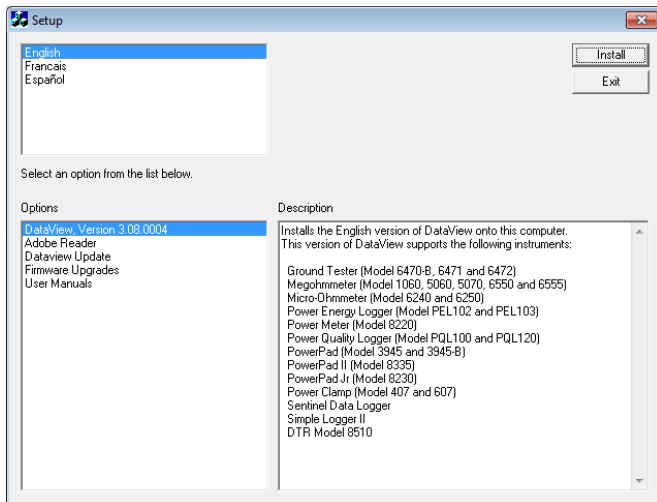 Setup
English
Francais
Español
Install
Exit
Select an option from the list below.
Options
DataView, Version 3.08.0004
Adobe Reader
Dataview Update
Firmware Upgrades
User Manuals
Description
Installs the English version of DataView onto this computer.
This version of DataView supports the following instruments:
Ground Tester (Model 6470-B, 6471 and 6472)
Megohmmeter (Model 1060, 5060, 5070, 6550 and 6555)
Micro-Ohmmeter (Model 6240 and 6250)
Power Energy Logger (Model PEL102 and PEL103)
Power Meter (Model 8220)
Power Quality Logger (Model PQL100 and PQL120)
PowerPad (Model 3945 and 3945-B)
PowerPad II (Model 8335)
PowerPad Jr (Model 8230)
Power Clamp (Model 407 and 607)
Sentinel Data Logger
Simple Logger II
DTR Model 8510